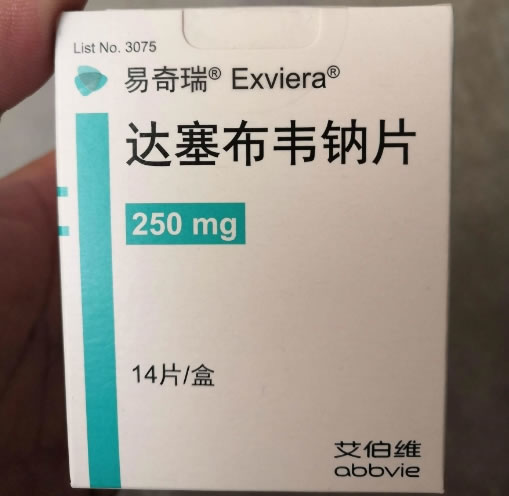 List No. 3075
易奇瑞® Exviera®
达塞布韦钠片
250 mg
14片/盒
艾伯维
abbvie